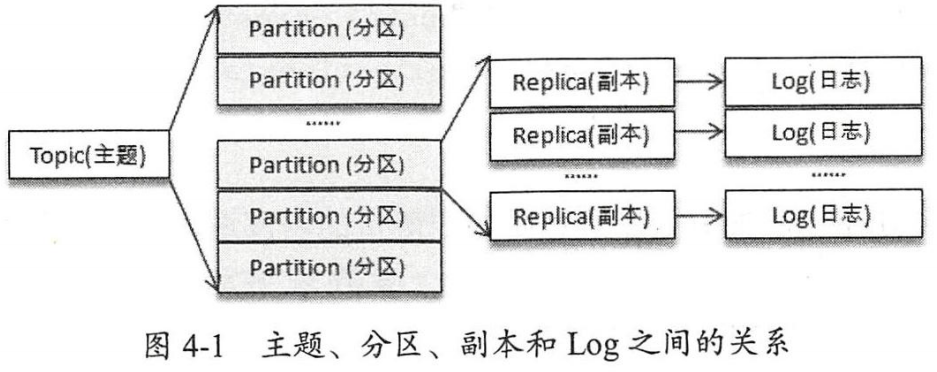 Topic(主题)
Partition (分区)
Partition (分区)
......
Partition (分区)
Partition (分区)
Partition (分区)
Replica(副本)
Replica(副本)
......
Replica(副本)
Log(日志)
Log(日志)
......
Log(日志)
图 4-1 主题、分区、副本和 Log 之间的关系